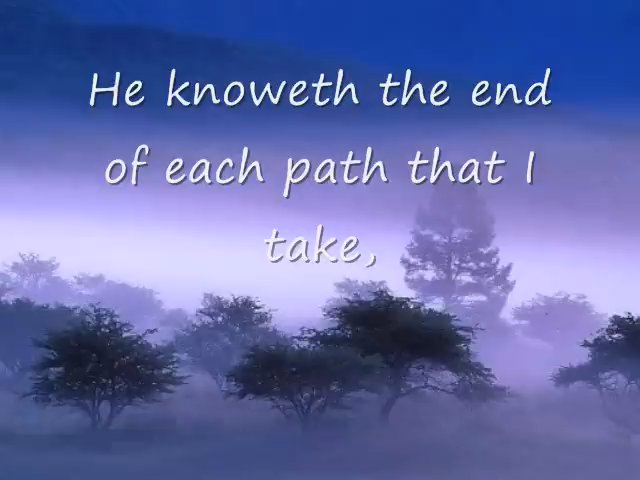 He knoweth the end
of each path that I
take,